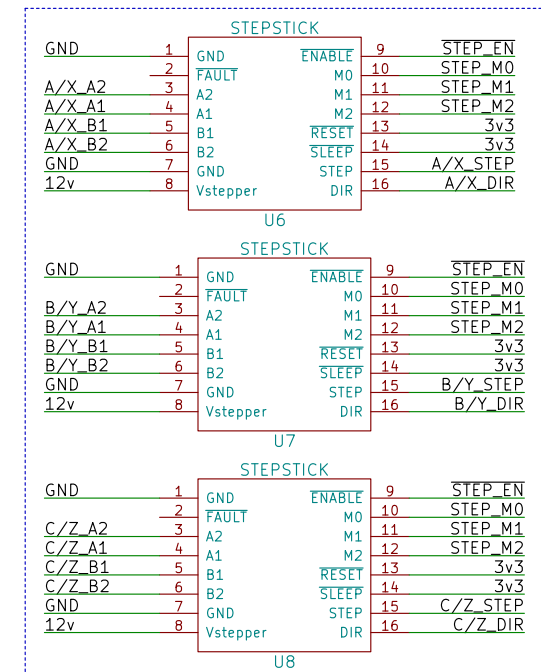 STEPSTICK
GND 1 GND ENABLE 9 STEP_EN
2 FAULT M0 10 STEP_M0
A/X_A2 3 A2 M1 11 STEP_M1
A/X_A1 4 A1 M2 12 STEP_M2
A/X_B1 5 B1 RESET 13 3v3
A/X_B2 6 B2 SLEEP 14 3v3
GND 7 GND STEP 15 A/X_STEP
12v 8 Vstepper DIR 16 A/X_DIR
U6
STEPSTICK
GND 1 GND ENABLE 9 STEP_EN
2 FAULT M0 10 STEP_M0
B/Y_A2 3 A2 M1 11 STEP_M1
B/Y_A1 4 A1 M2 12 STEP_M2
B/Y_B1 5 B1 RESET 13 3v3
B/Y_B2 6 B2 SLEEP 14 3v3
GND 7 GND STEP 15 B/Y_STEP
12v 8 Vstepper DIR 16 B/Y_DIR
U7
STEPSTICK
GND 1 GND ENABLE 9 STEP_EN
2 FAULT M0 10 STEP_M0
C/Z_A2 3 A2 M1 11 STEP_M1
C/Z_A1 4 A1 M2 12 STEP_M2
C/Z_B1 5 B1 RESET 13 3v3
C/Z_B2 6 B2 SLEEP 14 3v3
GND 7 GND STEP 15 C/Z_STEP
12v 8 Vstepper DIR 16 C/Z_DIR
U8